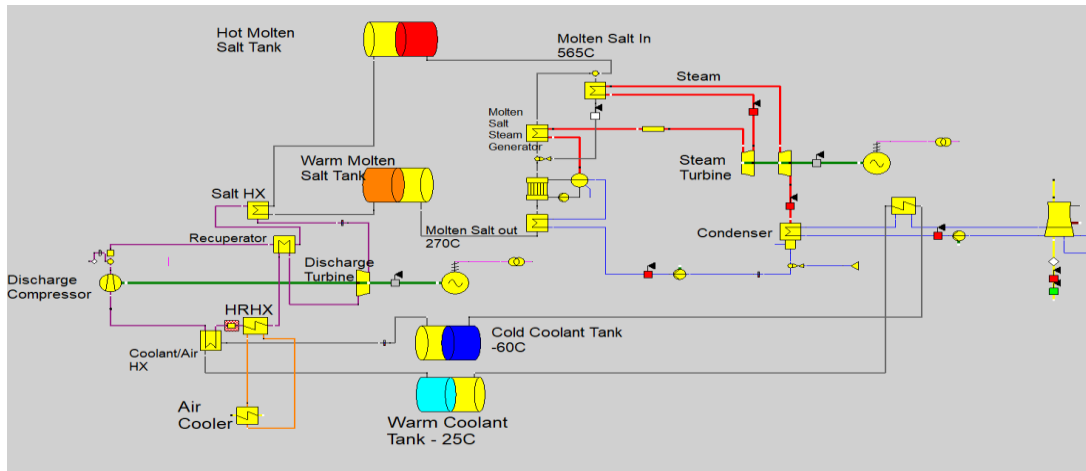 Hot Molten
Salt Tank
Molten Salt In
565C
Steam
Molten
Salt
Steam
Generator
Warm Molten
Salt Tank
Steam
Turbine
Salt HX
Molten Salt out
270C
Condenser
Recuperator
Discharge
Turbine
Discharge
Compressor
HRHX
Cold Coolant Tank
-60C
Coolant/Air
HX
Air
Cooler
Warm Coolant
Tank - 25C